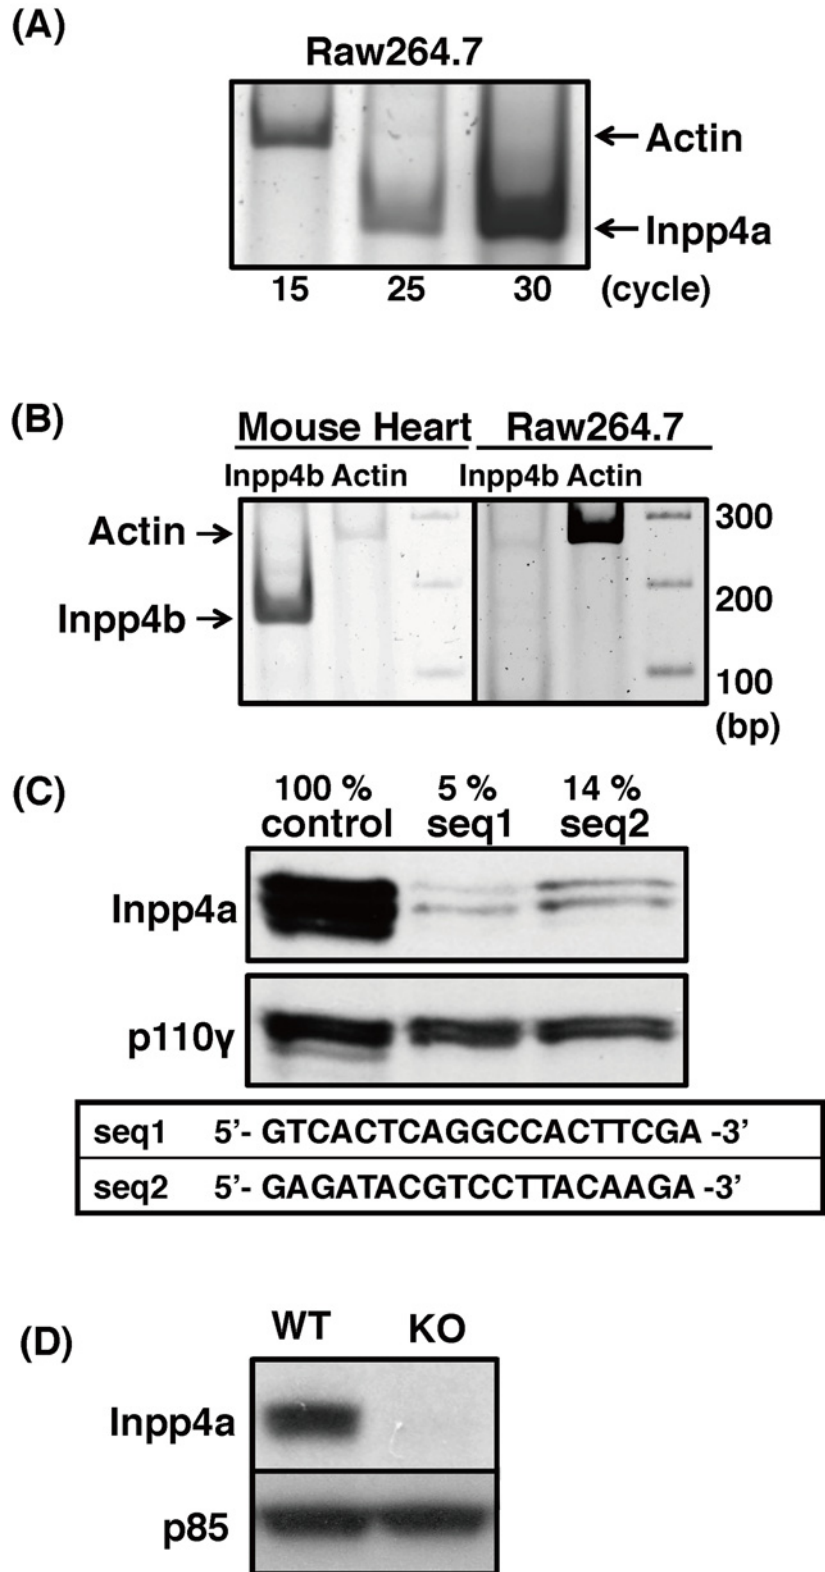 (A)
Raw264.7
Actin
Inpp4a
15 25 30 (cycle)
(B)
Mouse Heart Raw264.7
Inpp4b Actin Inpp4b Actin
Actin
Inpp4b
300
200
100
(bp)
(C)
100 % 5 % 14 %
control seq1 seq2
Inpp4a
p110γ
seq1 5’- GTCACTCAGGCCACTTCGA -3’
seq2 5’- GAGATACGTCCTTACAAGA -3’
(D)
WT KO
Inpp4a
p85